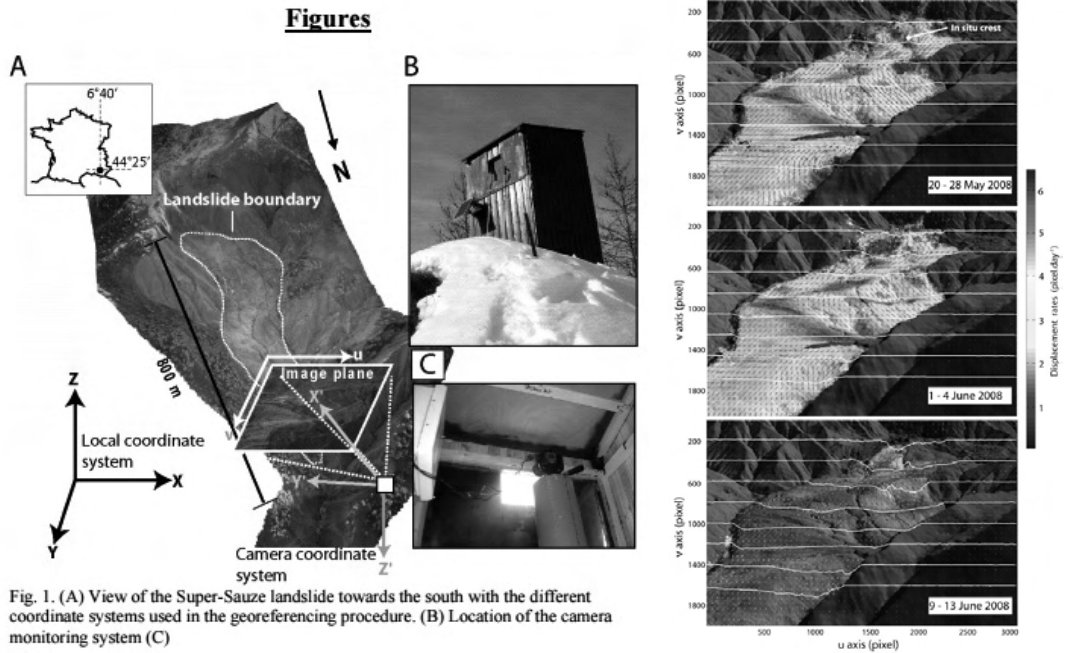 Figures
A
6°40'
44°25'
N
Landslide boundary
800 m
u
Image plane
X'
v
Z
Local coordinate
system
X
Y
Y'
Camera coordinate
system
Z'
B
C
Fig. 1. (A) View of the Super-Sauze landslide towards the south with the different
coordinate systems used in the georeferencing procedure. (B) Location of the camera
monitoring system (C)
In situ crest
v axis (pixel)
200
600
1000
1400
1800
20 - 28 May 2008
v axis (pixel)
200
600
1000
1400
1800
1 - 4 June 2008
v axis (pixel)
200
600
1000
1400
1800
9 - 13 June 2008
500
1000
1500
2000
2500
3000
u axis (pixel)
6
5
4
3
2
1
Displacement rates (pixel.day⁻¹)